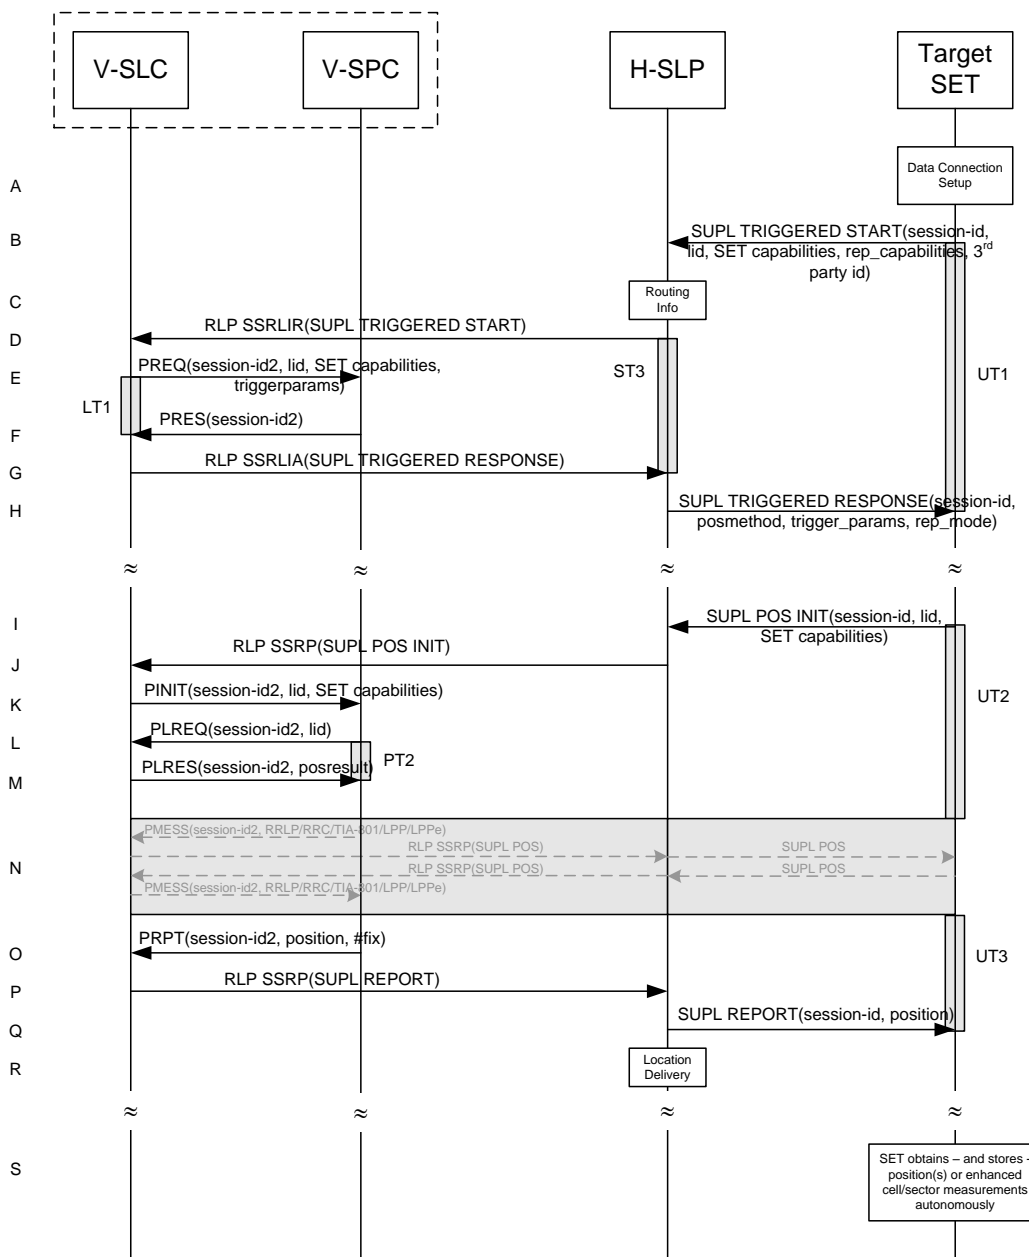 V-SLC
V-SPC
H-SLP
Target
SET
Data Connection
Setup
A
B
SUPL TRIGGERED START(session-id,
lid, SET capabilities, rep_capabilities, 3rd
party id)
C
Routing
Info
D
RLP SSRLIR(SUPL TRIGGERED START)
E
PREQ(session-id2, lid, SET capabilities,
triggerparams)
ST3
UT1
LT1
F
PRES(session-id2)
G
RLP SSRLIA(SUPL TRIGGERED RESPONSE)
H
SUPL TRIGGERED RESPONSE(session-id,
posmethod, trigger_params, rep_mode)
≈ ≈ ≈ ≈
I
SUPL POS INIT(session-id, lid,
SET capabilities)
J
RLP SSRP(SUPL POS INIT)
K
PINIT(session-id2, lid, SET capabilities)
UT2
L
PLREQ(session-id2, lid)
PT2
M
PLRES(session-id2, posresult)
PMESS(session-id2, RRLP/RRC/TIA-801/LPP/LPPe)
RLP SSRP(SUPL POS)
SUPL POS
N
RLP SSRP(SUPL POS)
SUPL POS
PMESS(session-id2, RRLP/RRC/TIA-801/LPP/LPPe)
O
PRPT(session-id2, position, #fix)
UT3
P
RLP SSRP(SUPL REPORT)
Q
SUPL REPORT(session-id, position)
R
Location
Delivery
≈ ≈ ≈ ≈
S
SET obtains – and stores -
position(s) or enhanced
cell/sector measurements
autonomously